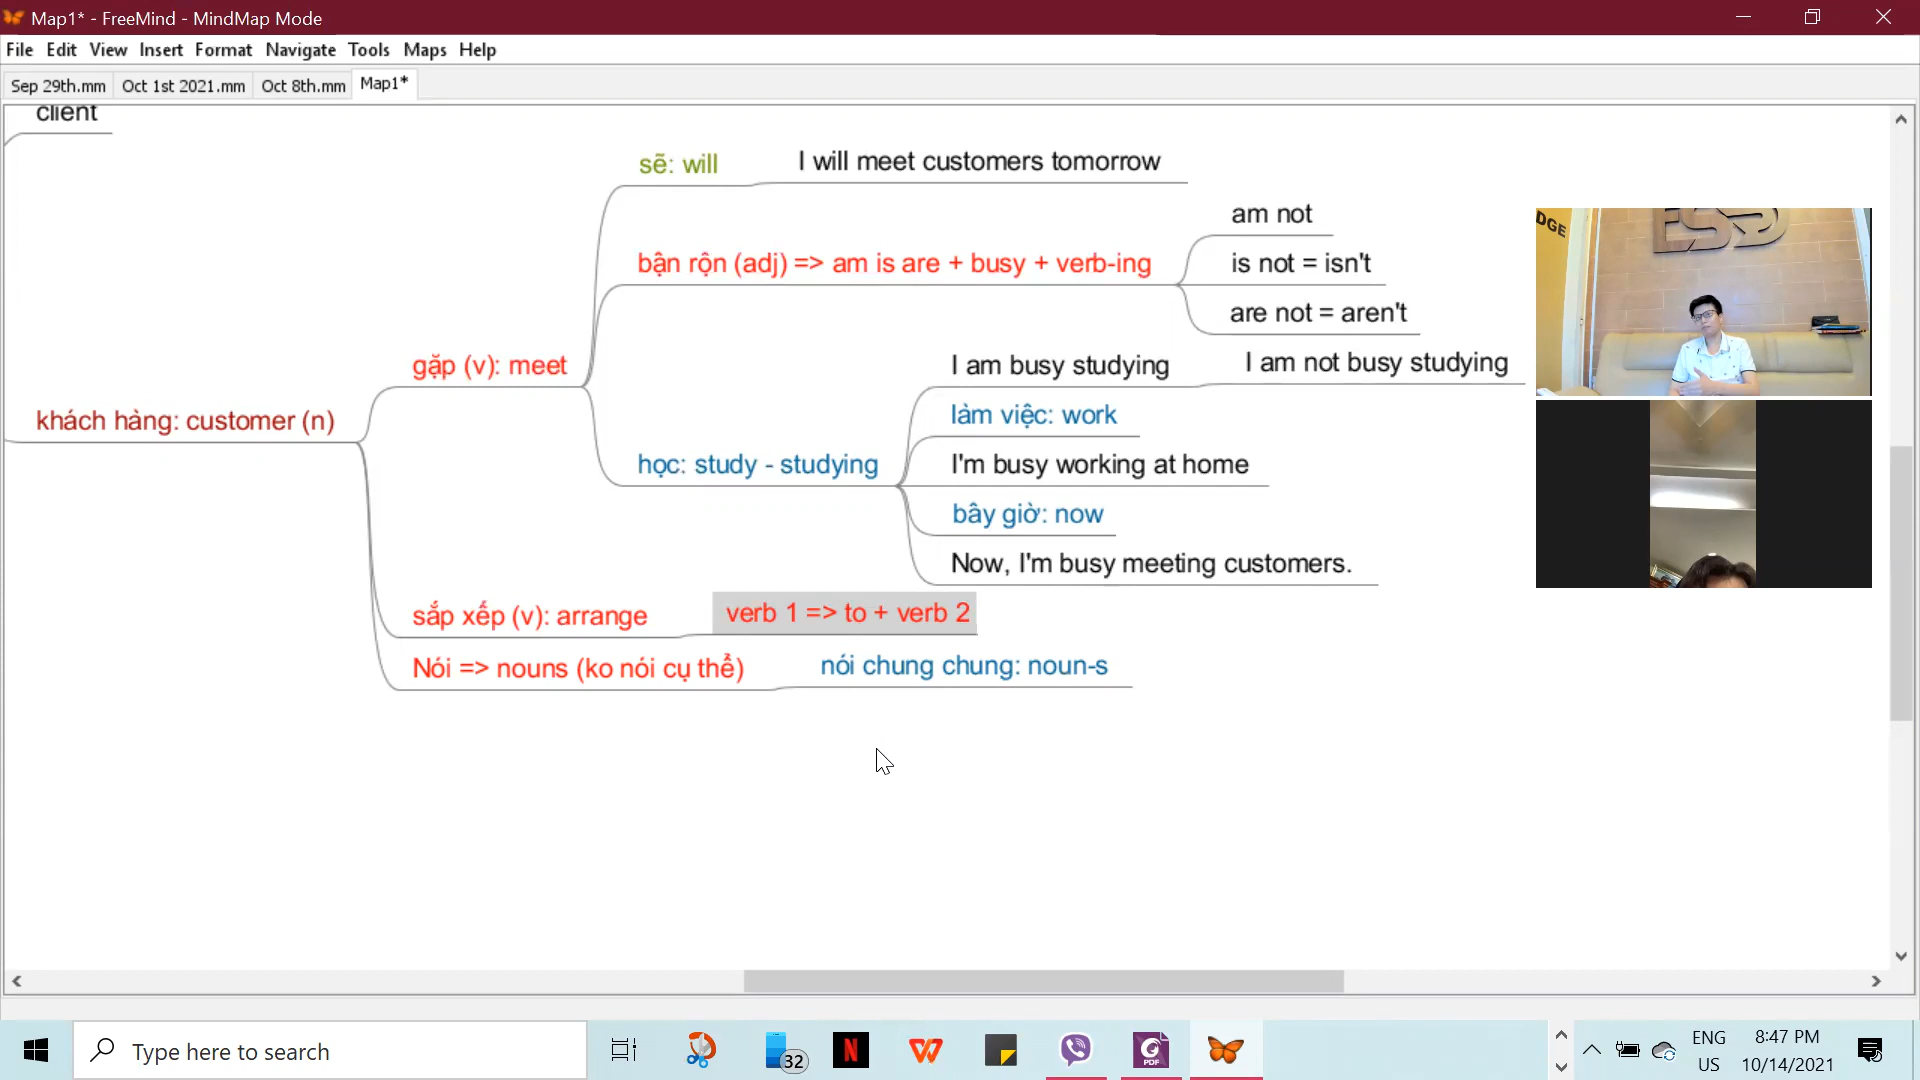 Map1* - FreeMind - MindMap Mode
File Edit View Insert Format Navigate Tools Maps Help
Sep 29th.mm Oct 1st 2021.mm Oct 8th.mm Map1*
client
sẽ: will
I will meet customers tomorrow
am not
bận rộn (adj) => am is are + busy + verb-ing
is not = isn't
are not = aren't
gặp (v): meet
I am busy studying
I am not busy studying
làm việc: work
khách hàng: customer (n)
học: study - studying
I'm busy working at home
bây giờ: now
Now, I'm busy meeting customers.
sắp xếp (v): arrange
verb 1 => to + verb 2
Nói => nouns (ko nói cụ thể)
nói chung chung: noun-s
DGE
Type here to search
32
N
W
PDF
ENG
US
8:47 PM
10/14/2021